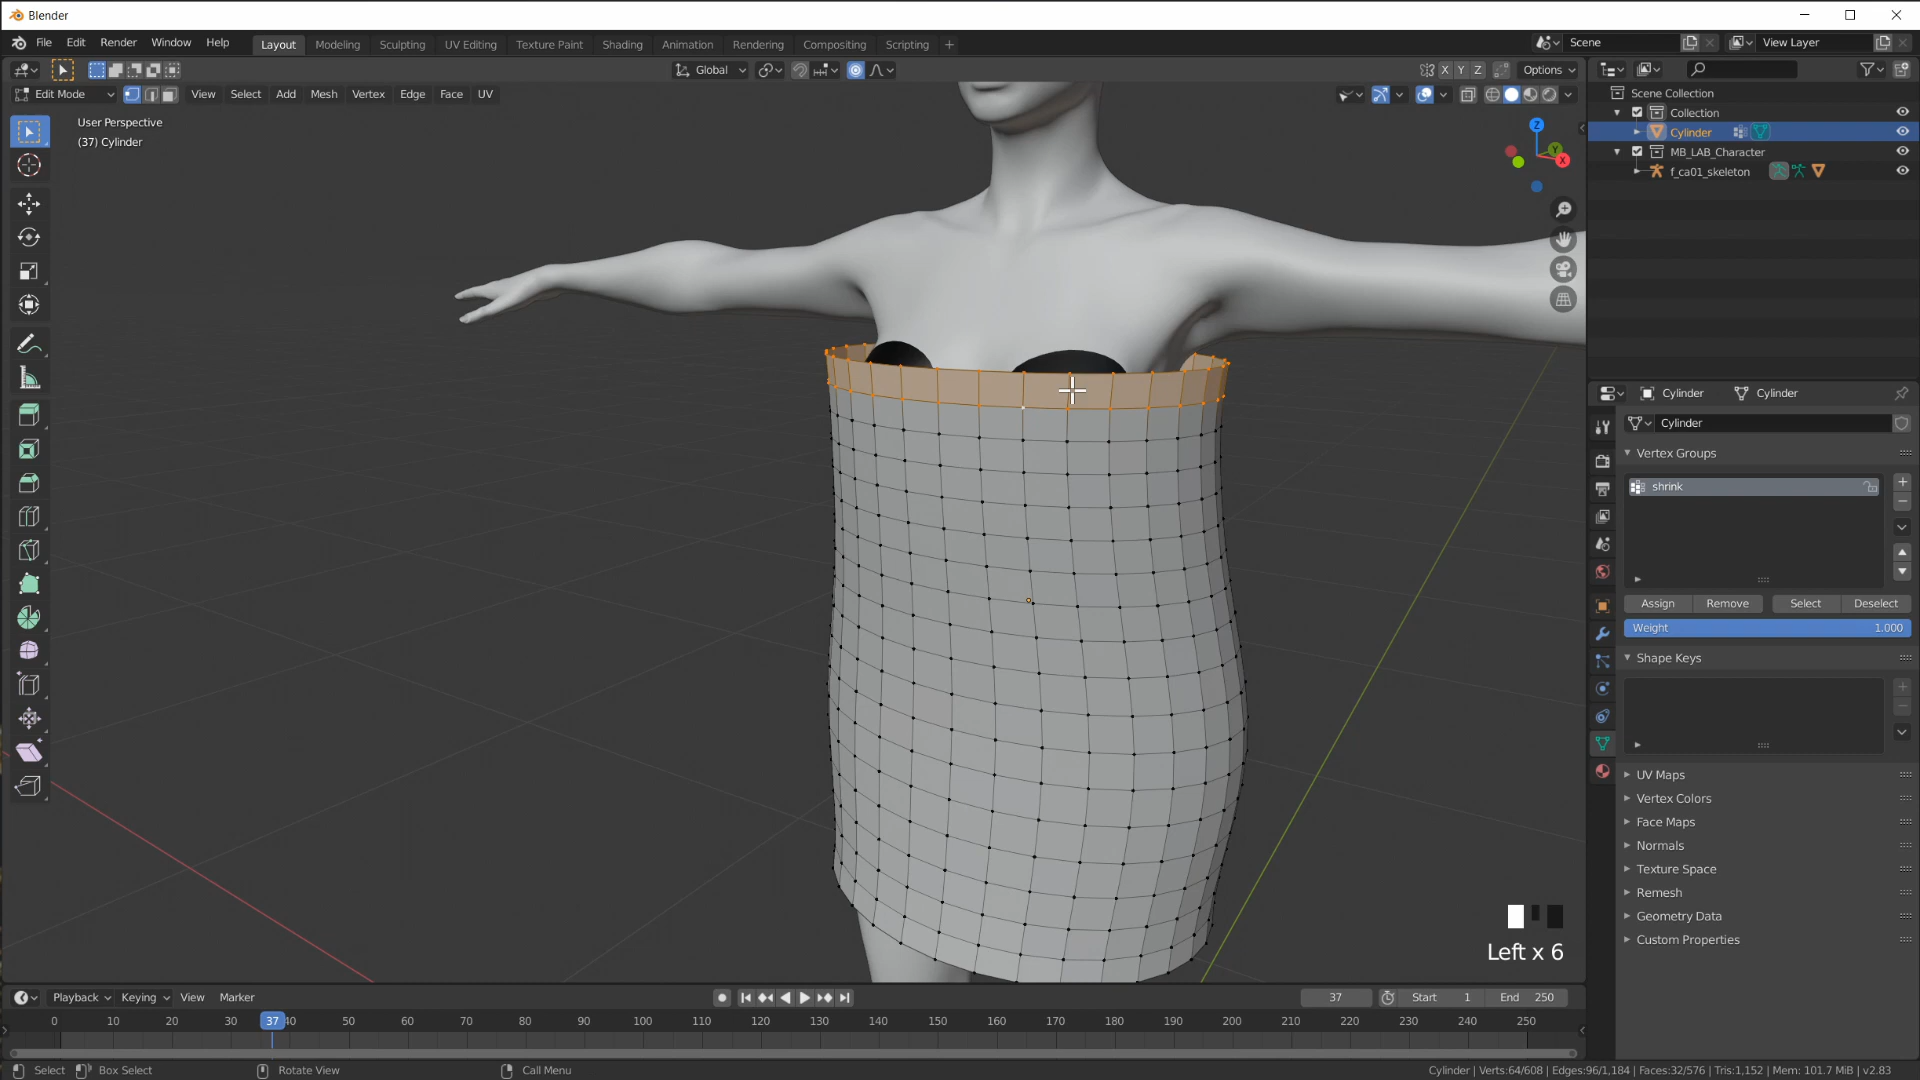 Blender
File Edit Render Window Help Layout Modeling Sculpting UV Editing Texture Paint Shading Animation Rendering Compositing Scripting + Scene View Layer
Global X Y Z Options
Edit Mode View Select Add Mesh Vertex Edge Face UV
User Perspective
(37) Cylinder
Z
Y
X
Left x 6
Scene Collection
Collection
Cylinder
MB_LAB_Character
f_ca01_skeleton
Cylinder Cylinder
Cylinder
Vertex Groups
shrink
Assign Remove Select Deselect
Weight 1.000
Shape Keys
UV Maps
Vertex Colors
Face Maps
Normals
Texture Space
Remesh
Geometry Data
Custom Properties
Playback Keying View Marker 37 Start 1 End 250
0 10 20 30 37 40 50 60 70 80 90 100 110 120 130 140 150 160 170 180 190 200 210 220 230 240 250
Select Box Select Rotate View Call Menu Cylinder | Verts:64/608 | Edges:96/1,184 | Faces:32/576 | Tris:1,152 | Mem: 101.7 MiB | v2.83